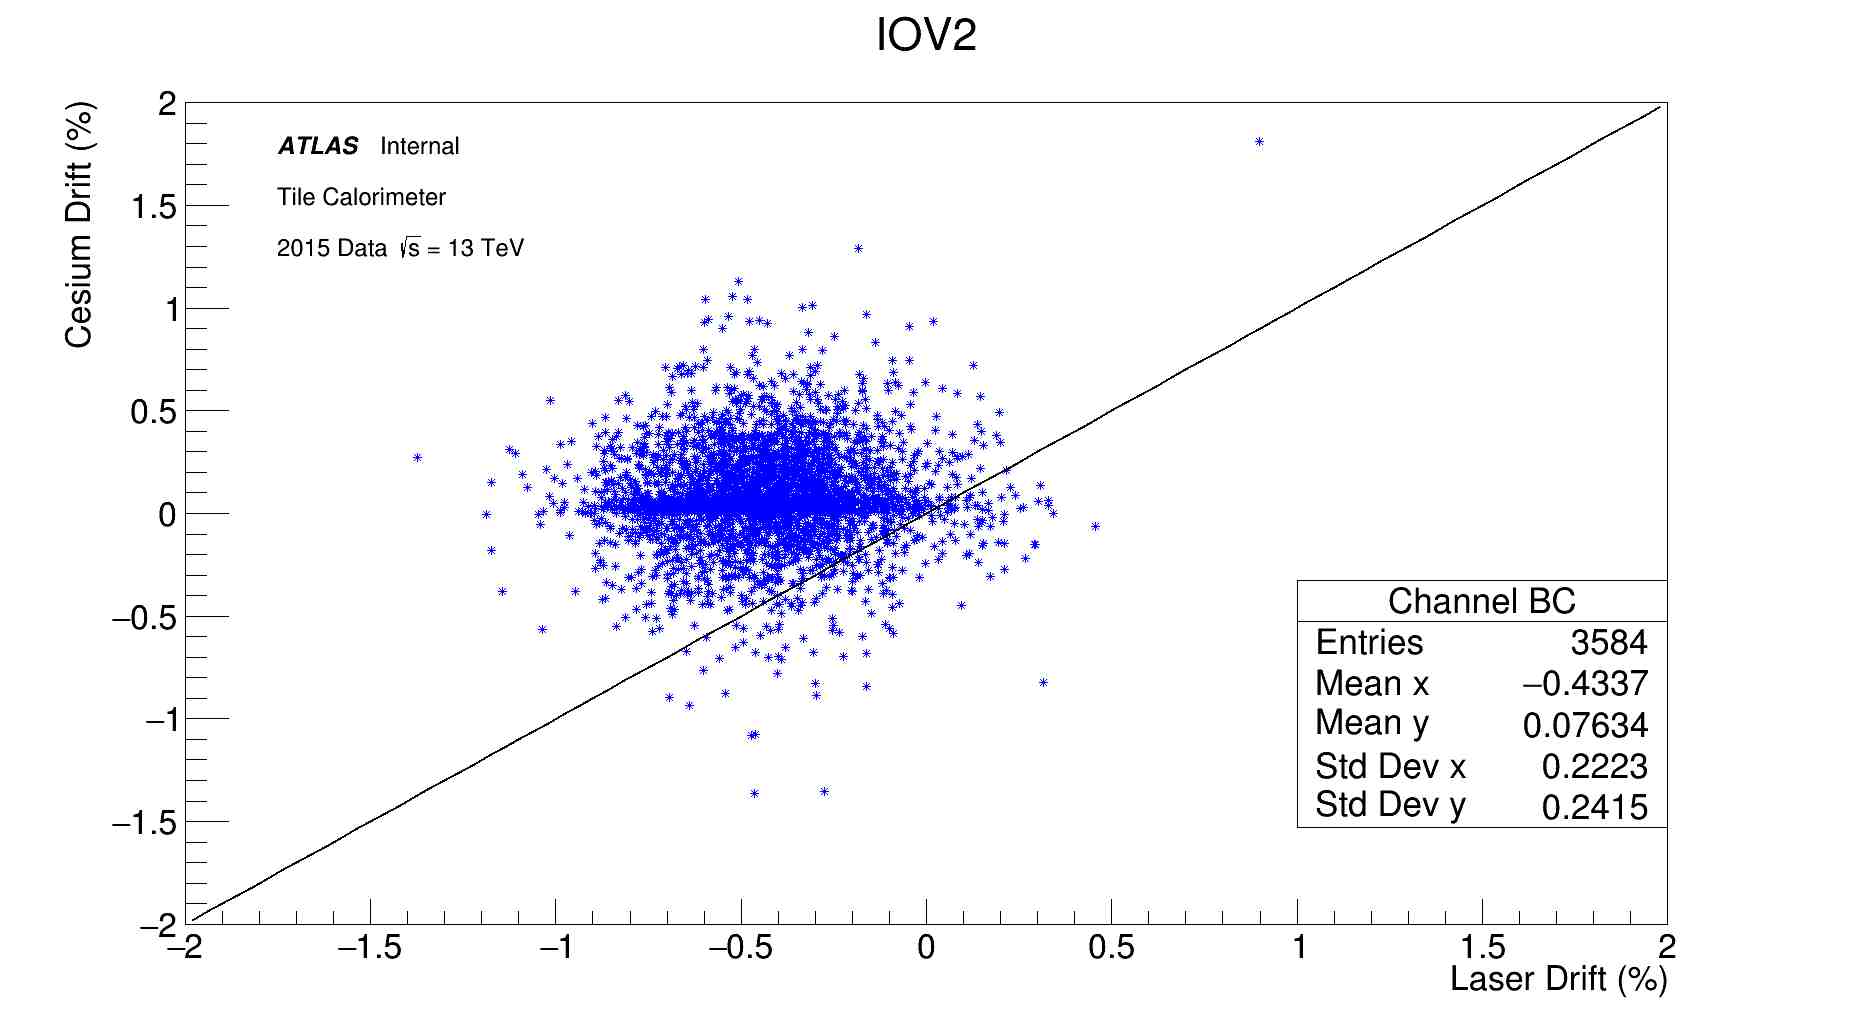 IOV2
Cesium Drift (%)
2
1.5
1
0.5
0
−0.5
−1
−1.5
−2
ATLAS Internal
Tile Calorimeter
2015 Data √s = 13 TeV
Channel BC
Entries 3584
Mean x −0.4337
Mean y 0.07634
Std Dev x 0.2223
Std Dev y 0.2415
−2 −1.5 −1 −0.5 0 0.5 1 1.5 2
Laser Drift (%)